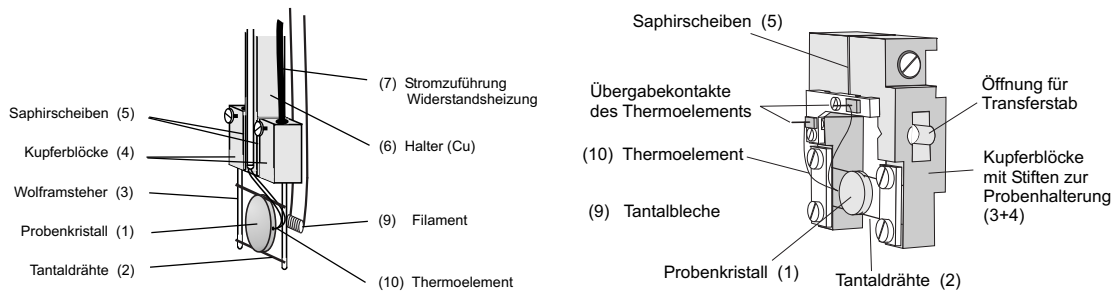 Saphirscheiben (5)
Kupferblöcke (4)
Wolframsteher (3)
Probenkristall (1)
Tantaldrähte (2)
(7) Stromzuführung
Widerstandsheizung
(6) Halter (Cu)
(9) Filament
(10) Thermoelement
Saphirscheiben (5)
Übergabekontakte
des Thermoelements
(10) Thermoelement
(9) Tantalbleche
Probenkristall (1)
Tantaldrähte (2)
Öffnung für
Transferstab
Kupferblöcke
mit Stiften zur
Probenhalterung
(3+4)